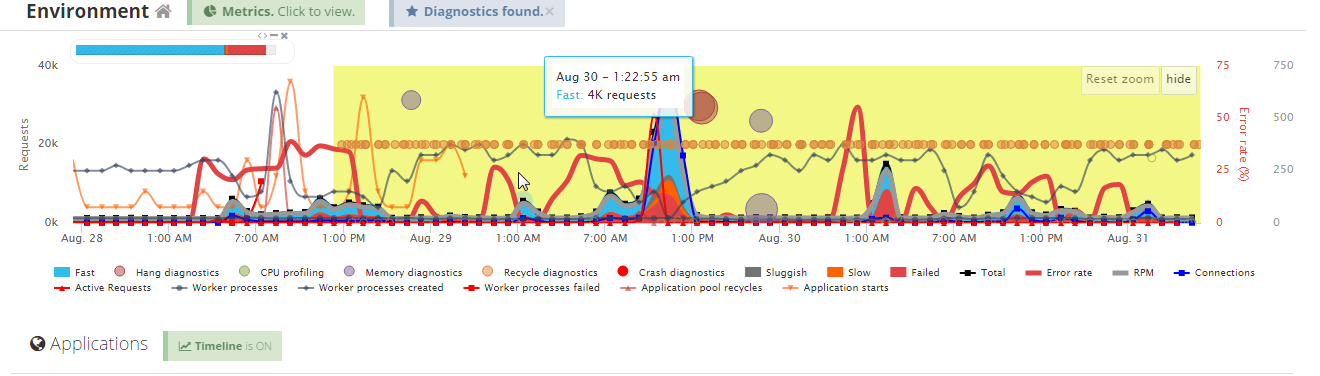 Environment
Metrics. Click to view.
Diagnostics found.
40k
20k
0k
Requests
Aug 30 - 1:22:55 am
Fast: 4K requests
Reset zoom
hide
75
50
25
0
Error rate (%)
750
500
250
0
Aug. 28 1:00 AM 7:00 AM 1:00 PM Aug. 29 1:00 AM 7:00 AM 1:00 PM Aug. 30 1:00 AM 7:00 AM 1:00 PM Aug. 31
Fast Hang diagnostics CPU profiling Memory diagnostics Recycle diagnostics Crash diagnostics Sluggish Slow Failed Total Error rate RPM Connections
Active Requests Worker processes Worker processes created Worker processes failed Application pool recycles Application starts
Applications
Timeline is ON